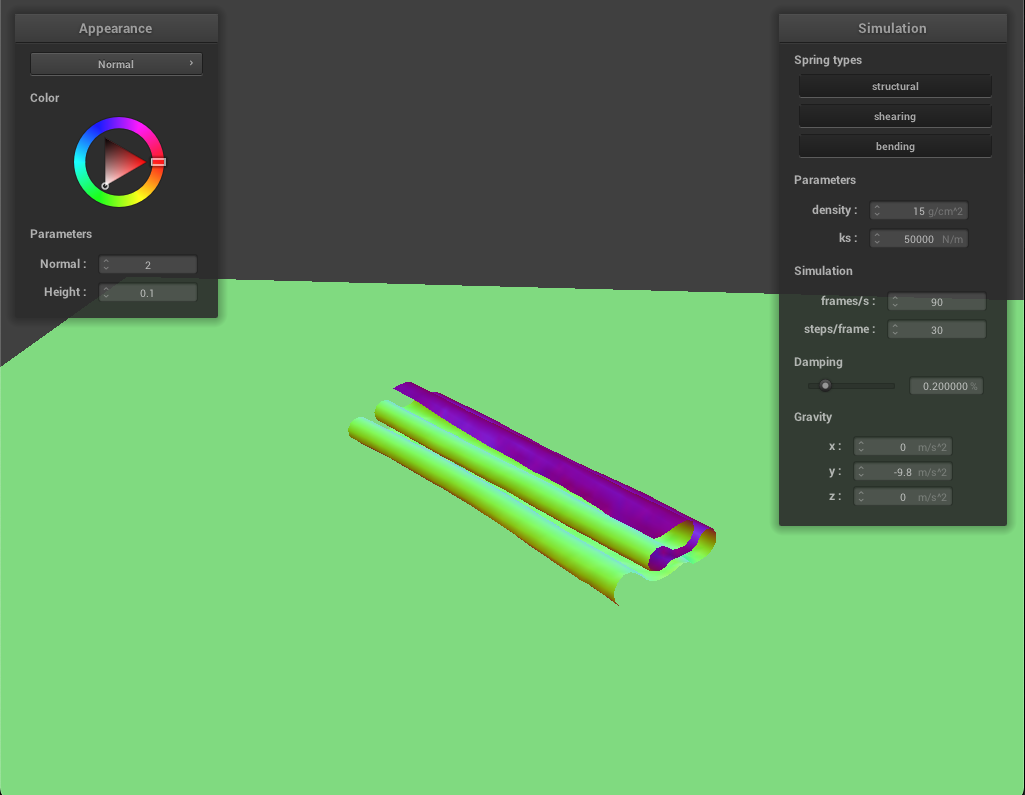 Appearance
Normal
Color
Parameters
Normal : 2
Height : 0.1
Simulation
Spring types
structural
shearing
bending
Parameters
density : 15 g/cm^2
ks : 50000 N/m
Simulation
frames/s : 90
steps/frame : 30
Damping
0.200000 %
Gravity
x : 0 m/s^2
y : -9.8 m/s^2
z : 0 m/s^2